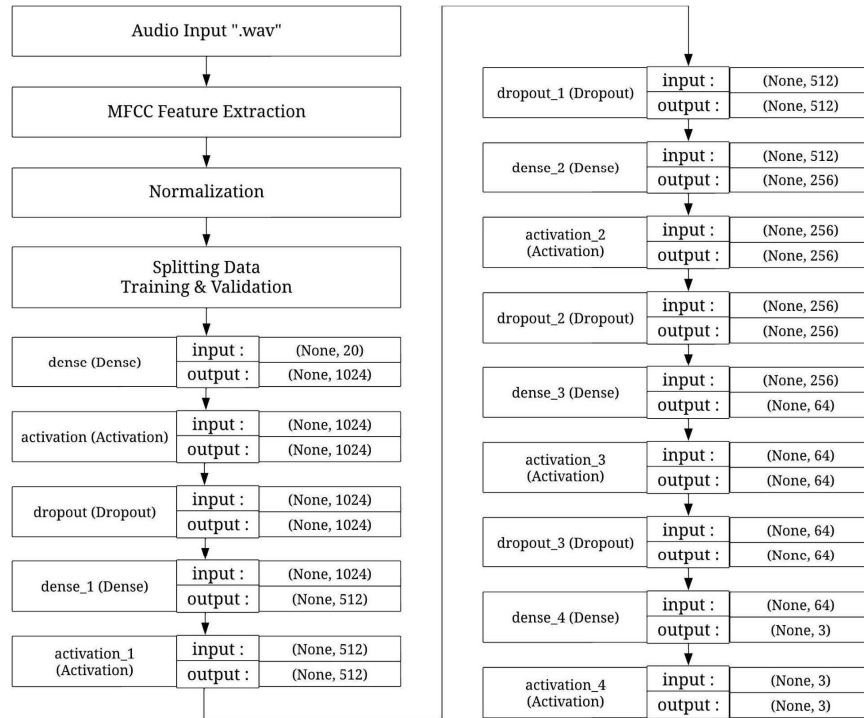 Audio Input ".wav"
MFCC Feature Extraction
Normalization
Splitting Data
Training & Validation
dense (Dense)
input : (None, 20)
output : (None, 1024)
activation (Activation)
input : (None, 1024)
output : (None, 1024)
dropout (Dropout)
input : (None, 1024)
output : (None, 1024)
dense_1 (Dense)
input : (None, 1024)
output : (None, 512)
activation_1
(Activation)
input : (None, 512)
output : (None, 512)
dropout_1 (Dropout)
input : (None, 512)
output : (None, 512)
dense_2 (Dense)
input : (None, 512)
output : (None, 256)
activation_2
(Activation)
input : (None, 256)
output : (None, 256)
dropout_2 (Dropout)
input : (None, 256)
output : (None, 256)
dense_3 (Dense)
input : (None, 256)
output : (None, 64)
activation_3
(Activation)
input : (None, 64)
output : (None, 64)
dropout_3 (Dropout)
input : (None, 64)
output : (None, 64)
dense_4 (Dense)
input : (None, 64)
output : (None, 3)
activation_4
(Activation)
input : (None, 3)
output : (None, 3)